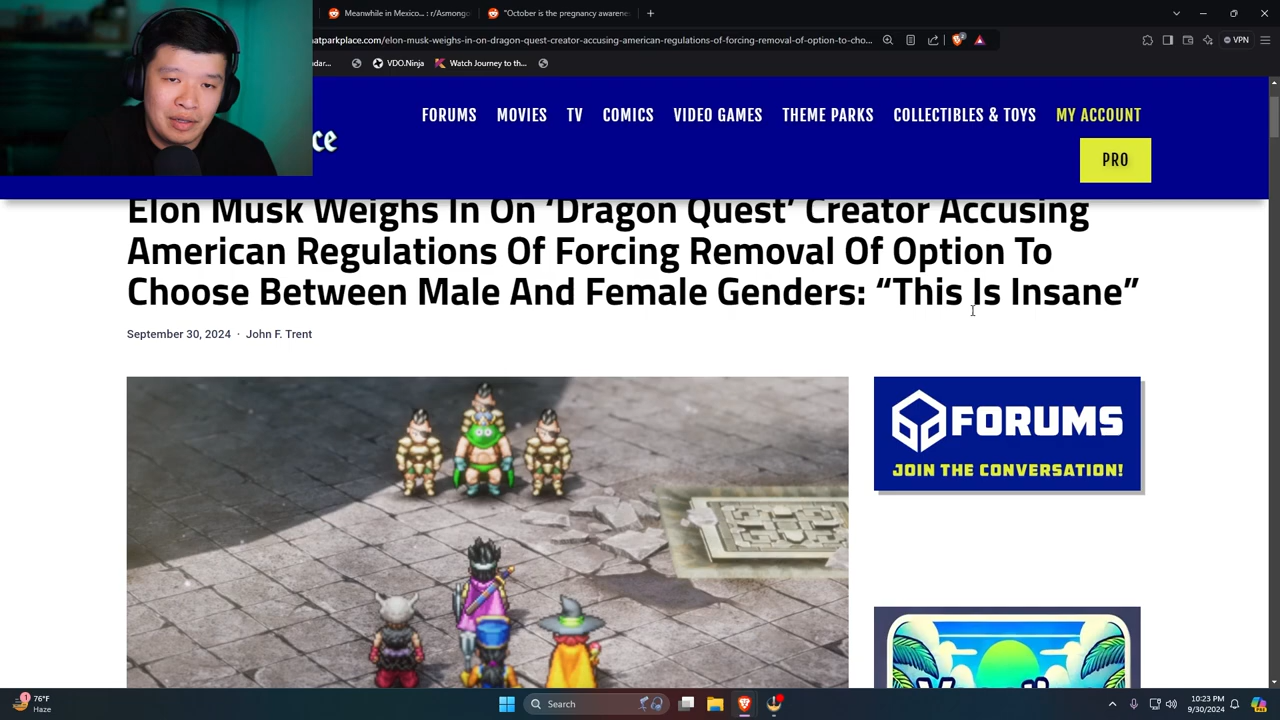 Meanwhile in Mexico... : r/Asmongo
"October is the pregnancy awarene
atparkplace.com/elon-musk-weighs-in-on-dragon-quest-creator-accusing-american-regulations-of-forcing-removal-of-option-to-cho...
VPN
dar...
VDO.Ninja
Watch Journey to th...
ce
FORUMS
MOVIES
TV
COMICS
VIDEO GAMES
THEME PARKS
COLLECTIBLES & TOYS
MY ACCOUNT
PRO
Elon Musk Weighs In On ‘Dragon Quest’ Creator Accusing
American Regulations Of Forcing Removal Of Option To
Choose Between Male And Female Genders: “This Is Insane”
September 30, 2024 · John F. Trent
FORUMS
JOIN THE CONVERSATION!
76°F
Haze
Search
10:23 PM
9/30/2024